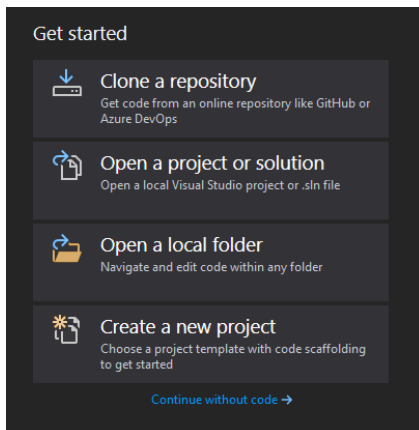 Get started
Clone a repository
Get code from an online repository like GitHub or
Azure DevOps
Open a project or solution
Open a local Visual Studio project or .sln file
Open a local folder
Navigate and edit code within any folder
Create a new project
Choose a project template with code scaffolding
to get started
Continue without code →